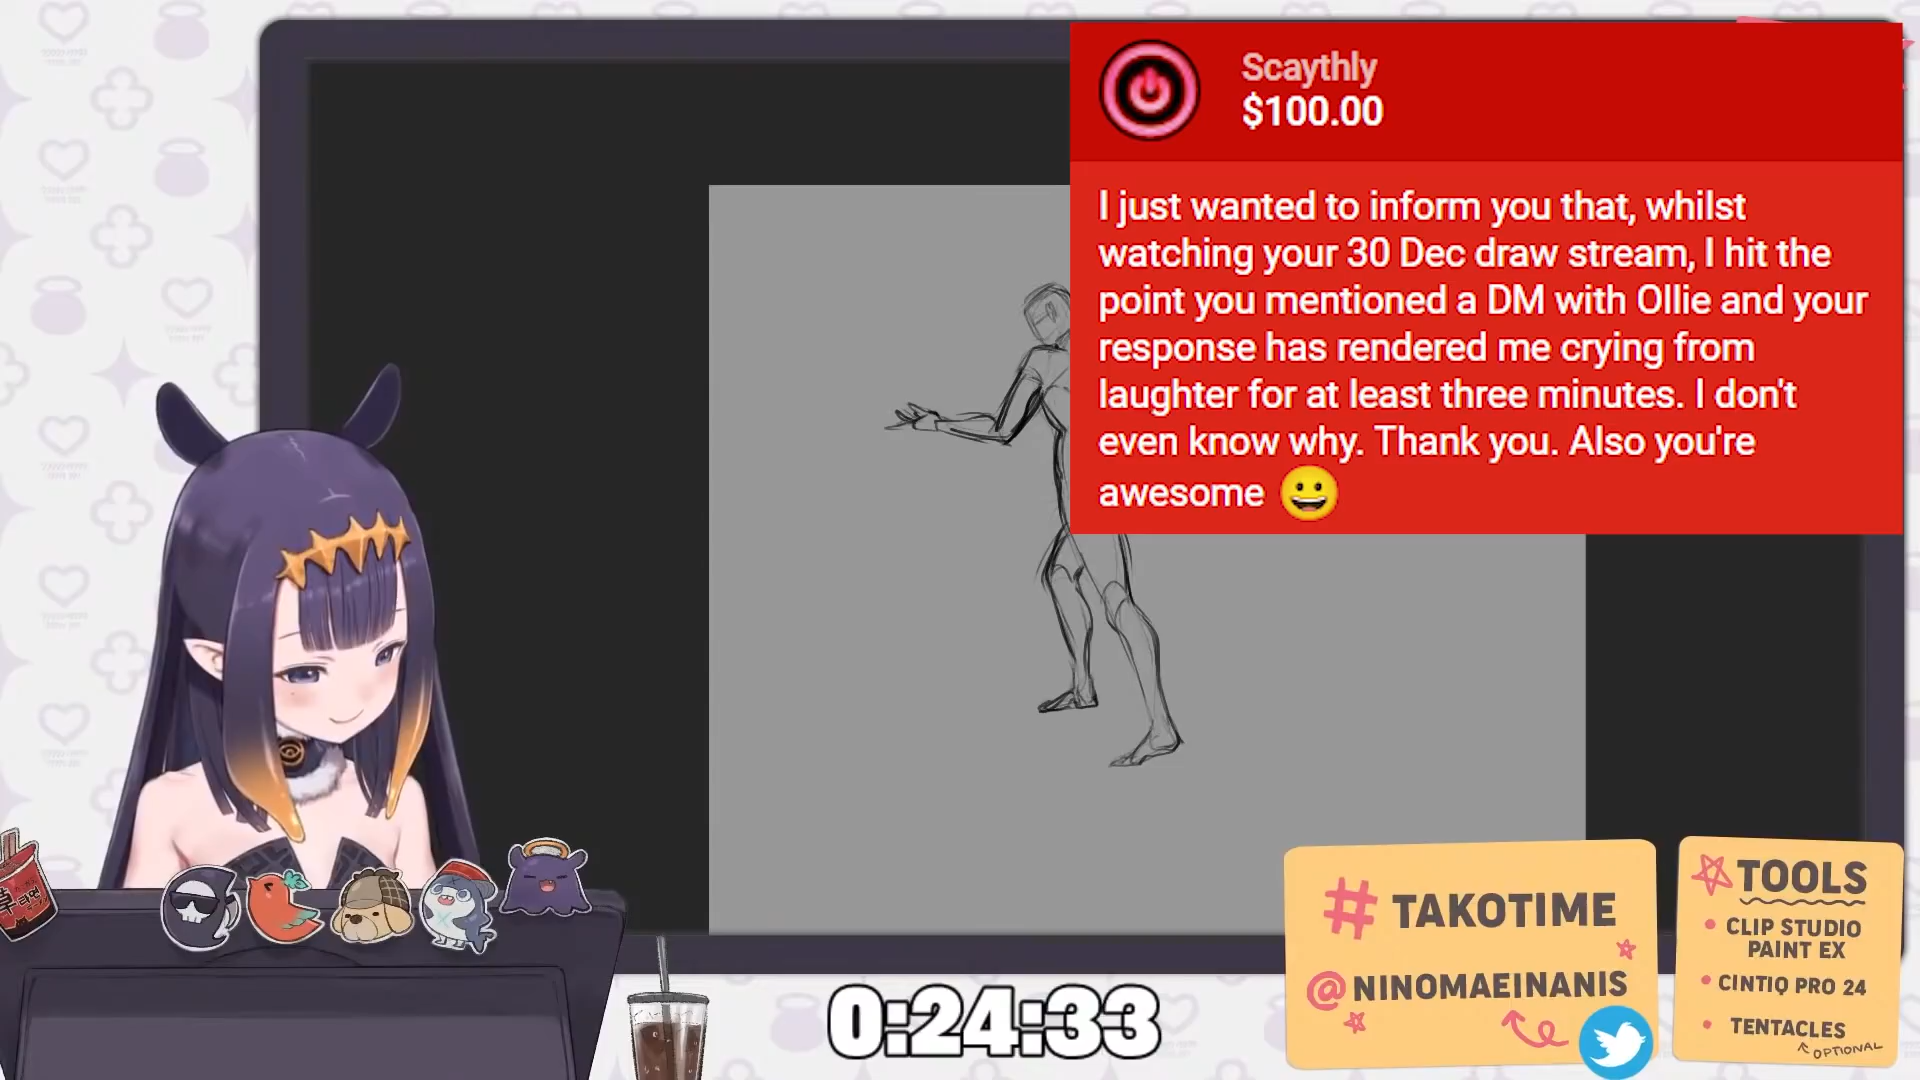 Scaythly
$100.00
I just wanted to inform you that, whilst
watching your 30 Dec draw stream, I hit the
point you mentioned a DM with Ollie and your
response has rendered me crying from
laughter for at least three minutes. I don't
even know why. Thank you. Also you're
awesome 😀
# TAKOTIME
@NINOMAEINANIS
TOOLS
• CLIP STUDIO
PAINT EX
• CINTIQ PRO 24
• TENTACLES
OPTIONAL
0:24:33